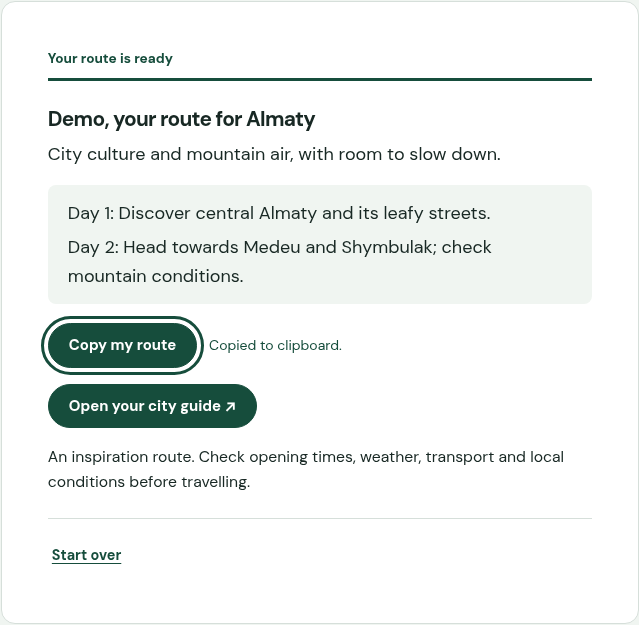 Your route is ready
Demo, your route for Almaty
City culture and mountain air, with room to slow down.
Day 1: Discover central Almaty and its leafy streets.
Day 2: Head towards Medeu and Shymbulak; check
mountain conditions.
Copy my route
Copied to clipboard.
Open your city guide ↗
An inspiration route. Check opening times, weather, transport and local
conditions before travelling.
Start over